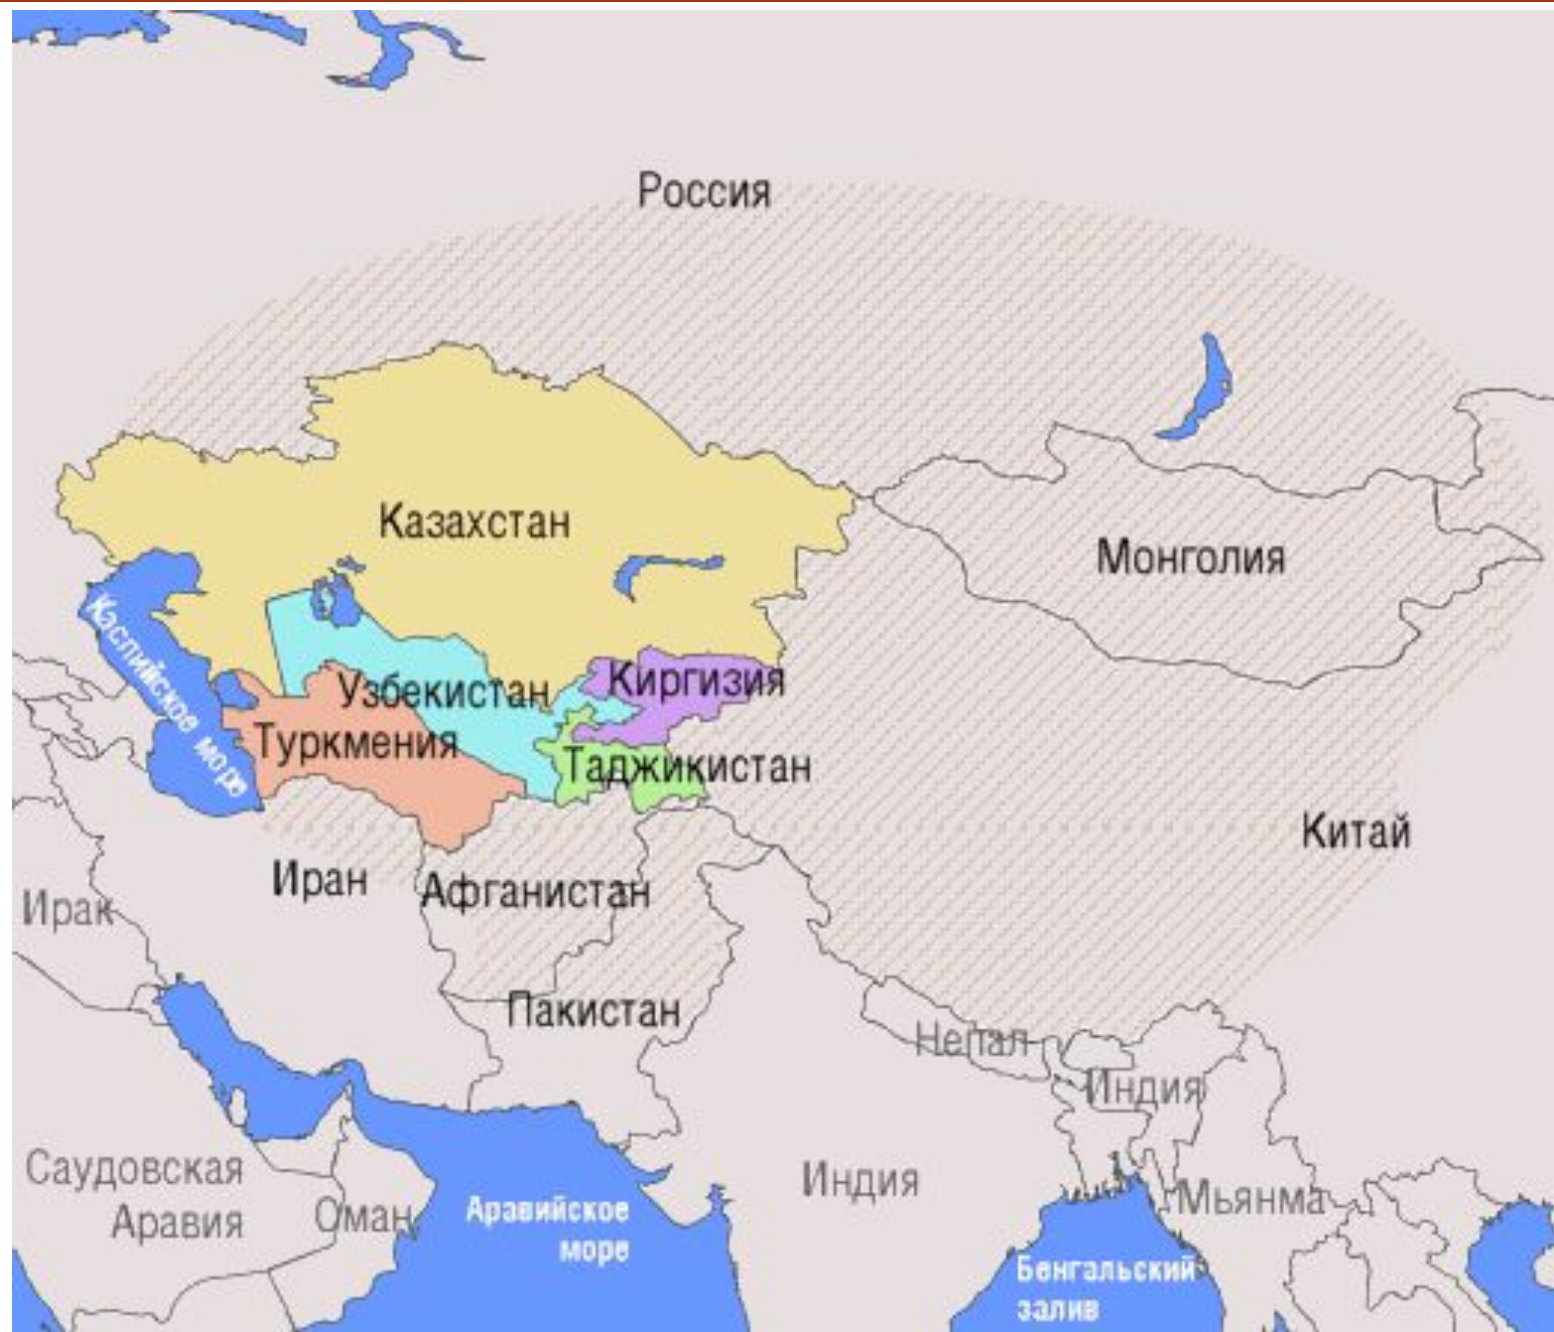 Россия
Казахстан
Монголия
Каспийское море
Узбекистан
Киргизия
Туркмения
Таджикистан
Китай
Иран
Афганистан
Ирак
Пакистан
Непал
Индия
Саудовская
Аравия
Оман
Аравийское
море
Индия
Мьянма
Бенгальский
залив